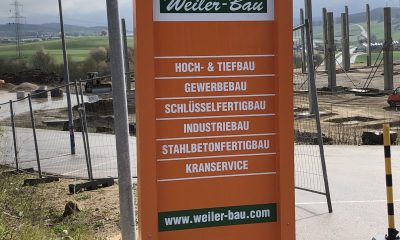 Weiler-Bau
HOCH- & TIEFBAU
GEWERBEBAU
SCHLÜSSELFERTIGBAU
INDUSTRIEBAU
STAHLBETONFERTIGBAU
KRANSERVICE
www.weiler-bau.com